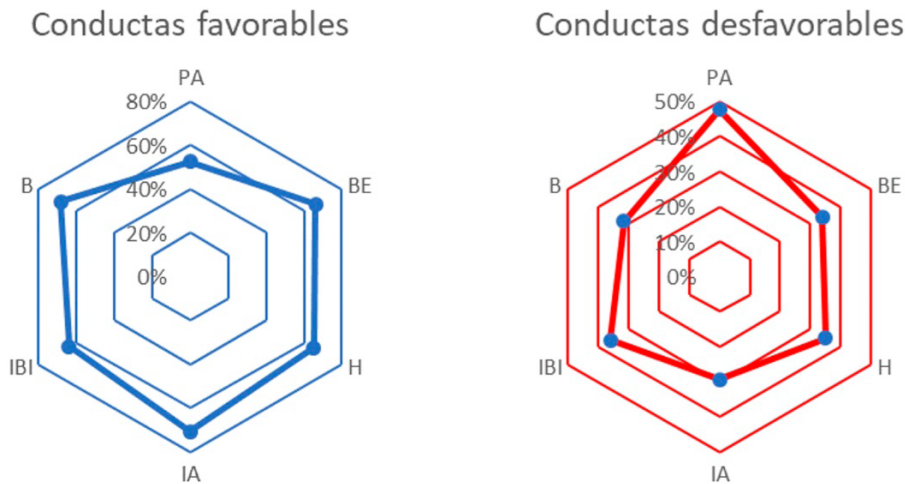 Conductas favorables
PA
80%
60%
40%
20%
0%
B
BE
IBI
H
IA
Conductas desfavorables
PA
50%
40%
30%
20%
10%
0%
B
BE
IBI
H
IA